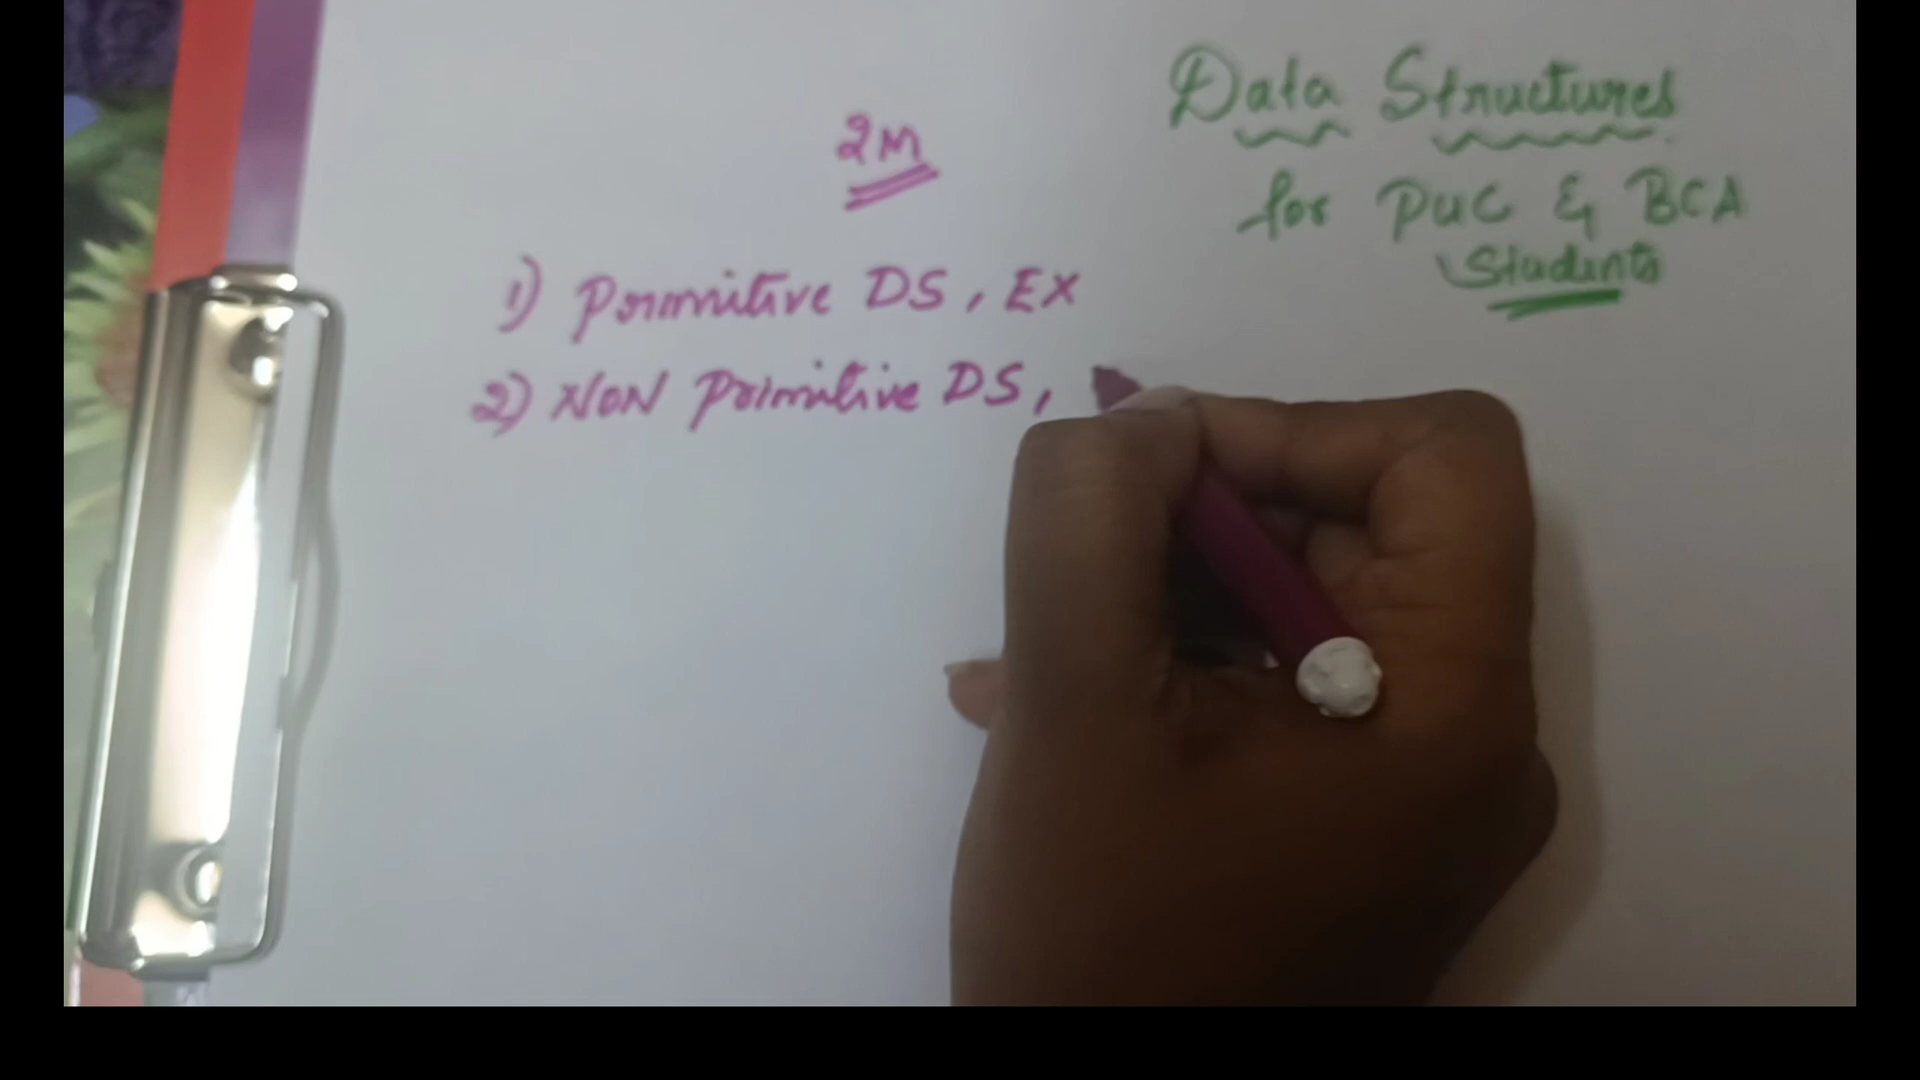 Data Structures
for PUC & BCA
Students
2M
1) Primitive DS, EX
2) NON Primitive DS,